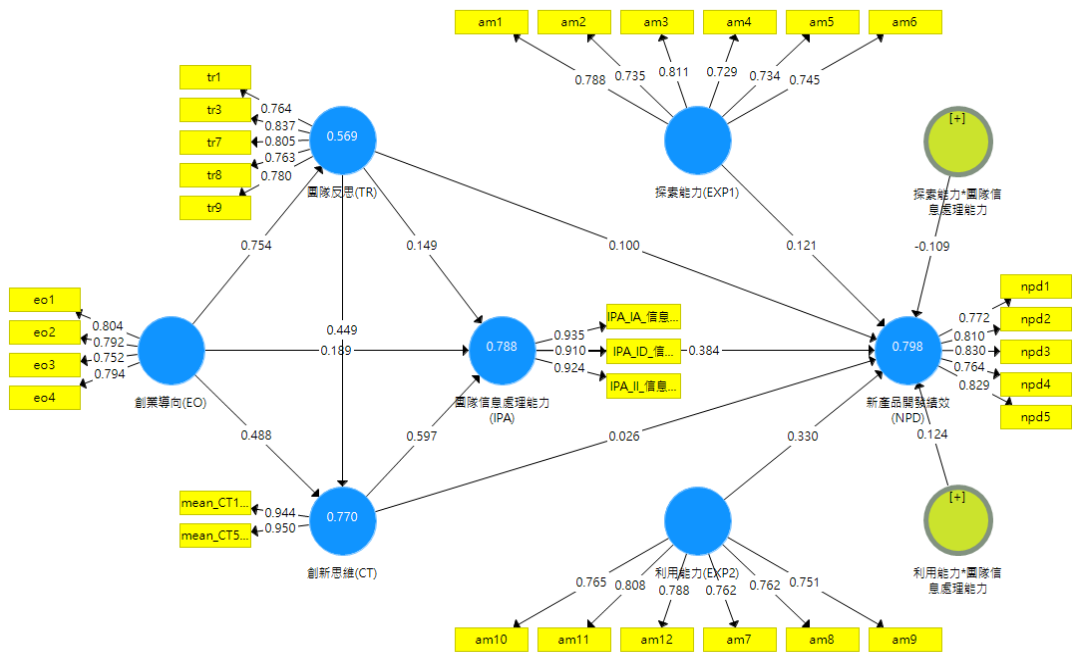 am1
am2
am3
am4
am5
am6
0.788
0.735
0.811
0.729
0.734
0.745
tr1
tr3
tr7
tr8
tr9
0.764
0.837
0.805
0.763
0.780
0.569
團隊反思(TR)
探索能力(EXP1)
[+]
探索能力*團隊信
息處理能力
0.754
0.149
0.100
0.121
-0.109
eo1
eo2
eo3
eo4
0.804
0.792
0.752
0.794
創業導向(EO)
0.449
0.189
0.788
團隊信息處理能力
(IPA)
0.935
0.910
0.924
IPA_IA_信息...
IPA_ID_信...
IPA_II_信息...
0.384
0.798
新產品開發績效
(NPD)
0.772
0.810
0.830
0.764
0.829
npd1
npd2
npd3
npd4
npd5
0.488
0.597
0.026
0.330
0.124
mean_CT1...
mean_CT5...
0.944
0.950
0.770
創新思維(CT)
利用能力(EXP2)
[+]
利用能力*團隊信
息處理能力
0.765
0.808
0.788
0.762
0.762
0.751
am10
am11
am12
am7
am8
am9